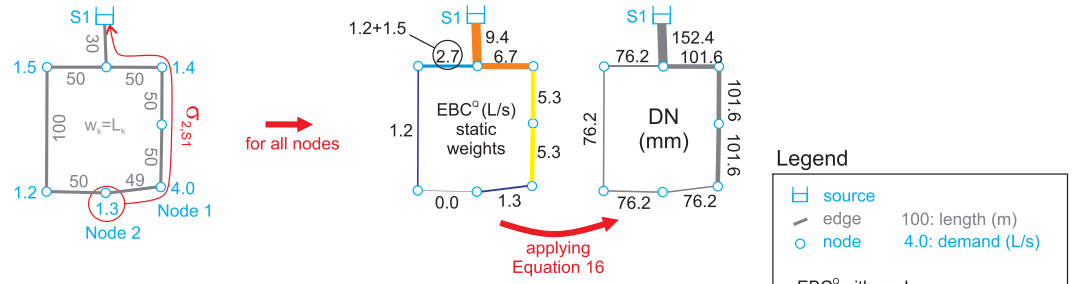 S1
30
1.5
50
50
1.4
50
100
wₖ=Lₖ
σ₂,S1
50
50
49
1.2
1.3
4.0
Node 1
Node 2
for all nodes
S1
1.2+1.5
9.4
2.7
6.7
5.3
EBCQ (L/s)
static
weights
1.2
5.3
0.0
1.3
applying
Equation 16
S1
152.4
76.2
101.6
101.6
DN
(mm)
76.2
101.6
76.2
76.2
Legend
source
edge 100: length (m)
node 4.0: demand (L/s)